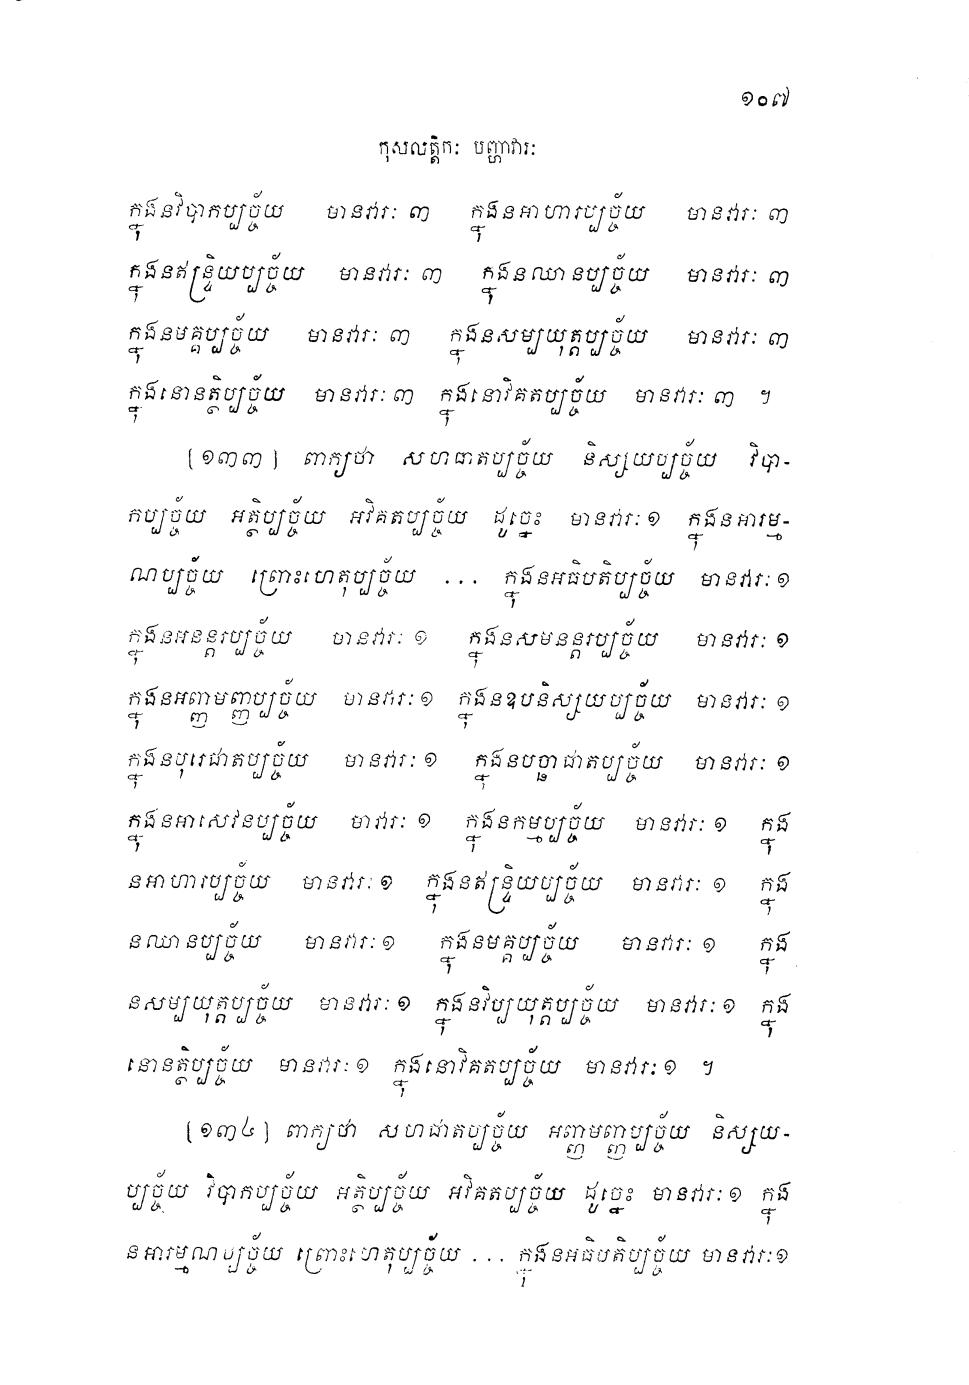 ១០៧
កុសលត្តិកៈ បញ្ហាវារៈ
ក្នុងនវិបាកប្បច្ច័យ មានវារៈ ៣ ក្នុងនអាហារប្បច្ច័យ មានវារៈ ៣
ក្នុងនឥន្ទ្រិយប្បច្ច័យ មានវារៈ ៣ ក្នុងនឈានប្បច្ច័យ មានវារៈ ៣
ក្នុងនមគ្គប្បច្ច័យ មានវារៈ ៣ ក្នុងនសម្បយុត្តប្បច្ច័យ មានវារៈ ៣
ក្នុងនោនត្ថិប្បច្ច័យ មានវារៈ ៣ ក្នុងនោវិគតប្បច្ច័យ មានវារៈ ៣ ។
[១៣៣] ពាក្យថា សហជាតប្បច្ច័យ និស្សយប្បច្ច័យ វិបា-
កប្បច្ច័យ អត្ថិប្បច្ច័យ អវិគតប្បច្ច័យ ដូច្នេះ មានវារៈ ១ ក្នុងនអារម្ម-
ណប្បច្ច័យ ព្រោះហេតុប្បច្ច័យ ... ក្នុងនអធិបតិប្បច្ច័យ មានវារៈ ១
ក្នុងនអនន្តរប្បច្ច័យ មានវារៈ ១ ក្នុងនសមនន្តរប្បច្ច័យ មានវារៈ ១
ក្នុងនអញ្ញាមញ្ញប្បច្ច័យ មានវារៈ ១ ក្នុងនឧបនិស្សយប្បច្ច័យ មានវារៈ ១
ក្នុងនបុរេជាតប្បច្ច័យ មានវារៈ ១ ក្នុងនបច្ឆាជាតប្បច្ច័យ មានវារៈ ១
ក្នុងនអាសេវនប្បច្ច័យ មាវារៈ ១ ក្នុងនកម្មប្បច្ច័យ មានវារៈ ១ ក្នុង
នអាហារប្បច្ច័យ មានវារៈ ១ ក្នុងនឥន្ទ្រិយប្បច្ច័យ មានវារៈ ១ ក្នុង
នឈានប្បច្ច័យ មានវារៈ ១ ក្នុងនមគ្គប្បច្ច័យ មានវារៈ ១ ក្នុង
នសម្បយុត្តប្បច្ច័យ មានវារៈ ១ ក្នុងនវិប្បយុត្តប្បច្ច័យ មានវារៈ ១ ក្នុង
នោនត្ថិប្បច្ច័យ មានវារៈ ១ ក្នុងនោវិគតប្បច្ច័យ មានវារៈ ១ ។
[១៣៤] ពាក្យថា សហជាតប្បច្ច័យ អញ្ញាមញ្ញប្បច្ច័យ និស្សយ-
ប្បច្ច័យ វិបាកប្បច្ច័យ អត្ថិប្បច្ច័យ អវិគតប្បច្ច័យ ដូច្នេះ មានវារៈ ១ ក្នុង
នអារម្មណប្បច្ច័យ ព្រោះហេតុប្បច្ច័យ ... ក្នុងនអធិបតិប្បច្ច័យ មានវារៈ ១